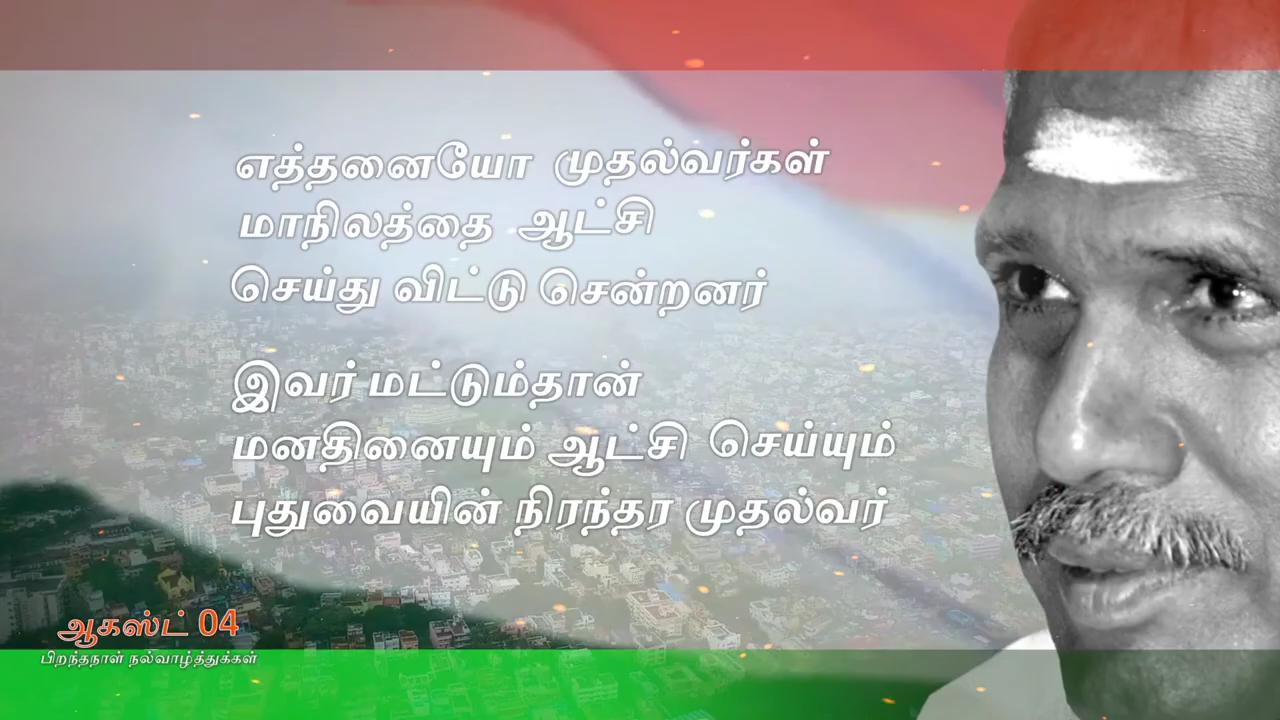 எத்தனையோ முதல்வர்கள்
மாநிலத்தை ஆட்சி
செய்து விட்டு சென்றனர்
இவர் மட்டும்தான்
மனதினையும் ஆட்சி செய்யும்
புதுவையின் நிரந்தர முதல்வர்
ஆகஸ்ட் 04
பிறந்தநாள் நல்வாழ்த்துக்கள்